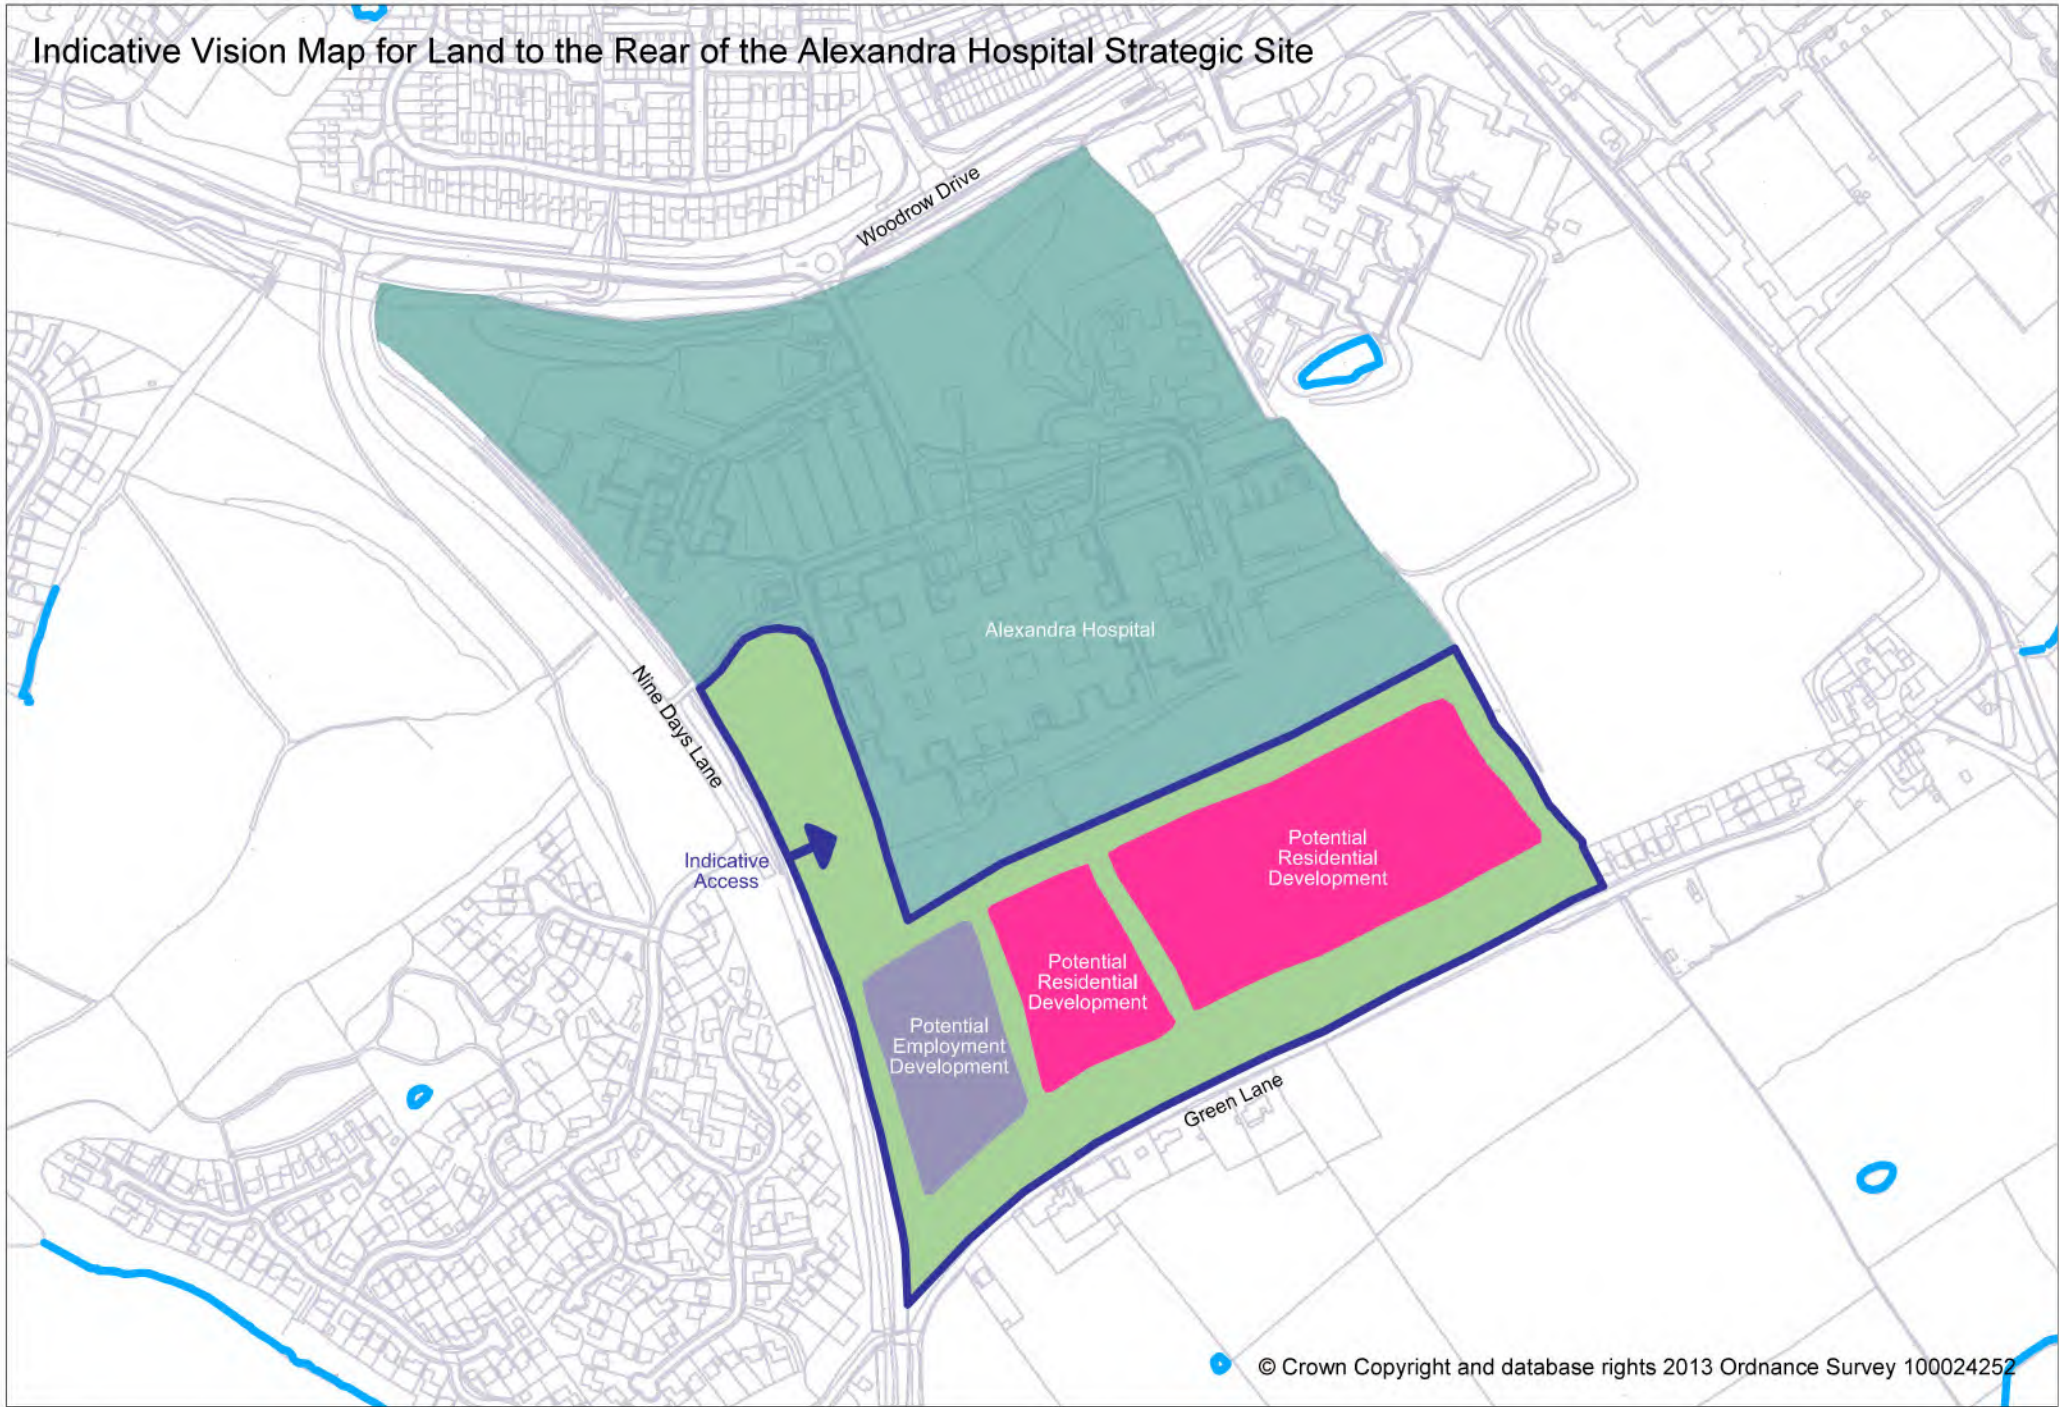 Indicative Vision Map for Land to the Rear of the Alexandra Hospital Strategic Site
Woodrow Drive
Alexandra Hospital
Nine Days Lane
Indicative
Access
Potential
Residential
Development
Potential
Residential
Development
Potential
Employment
Development
Green Lane
© Crown Copyright and database rights 2013 Ordnance Survey 100024252